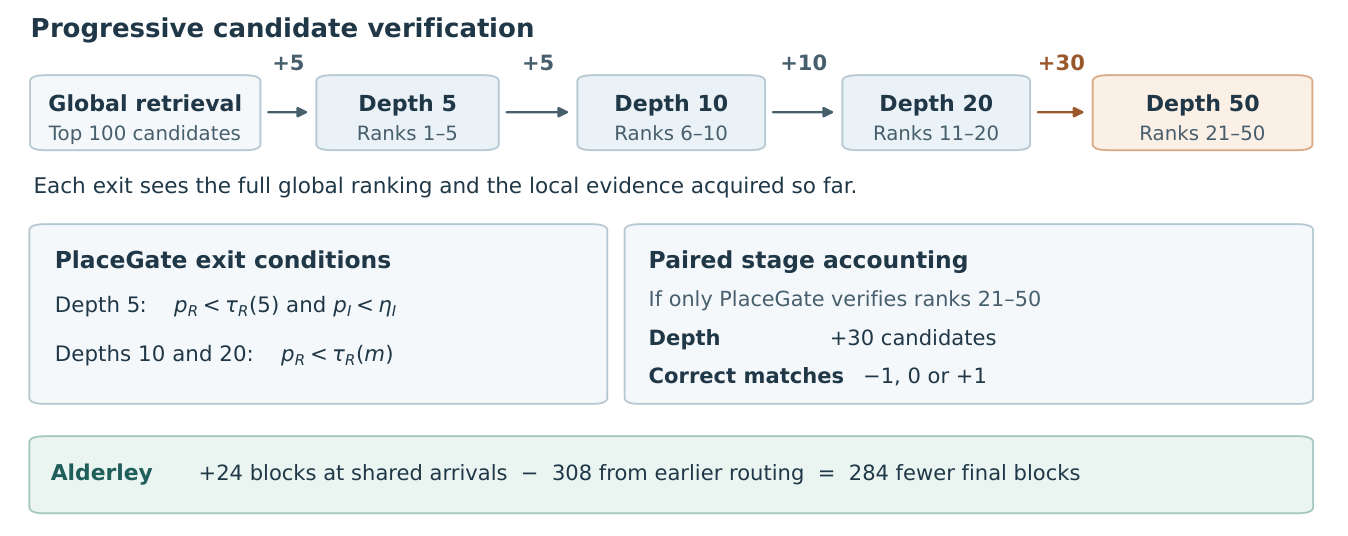 Progressive candidate verification
+5 +5 +10 +30
Global retrieval Depth 5 Depth 10 Depth 20 Depth 50
Top 100 candidates Ranks 1–5 Ranks 6–10 Ranks 11–20 Ranks 21–50
Each exit sees the full global ranking and the local evidence acquired so far.
PlaceGate exit conditions
Depth 5: p_R < τ_R(5) and p_I < η_I
Depths 10 and 20: p_R < τ_R(m)
Paired stage accounting
If only PlaceGate verifies ranks 21–50
Depth +30 candidates
Correct matches −1, 0 or +1
Alderley +24 blocks at shared arrivals − 308 from earlier routing = 284 fewer final blocks